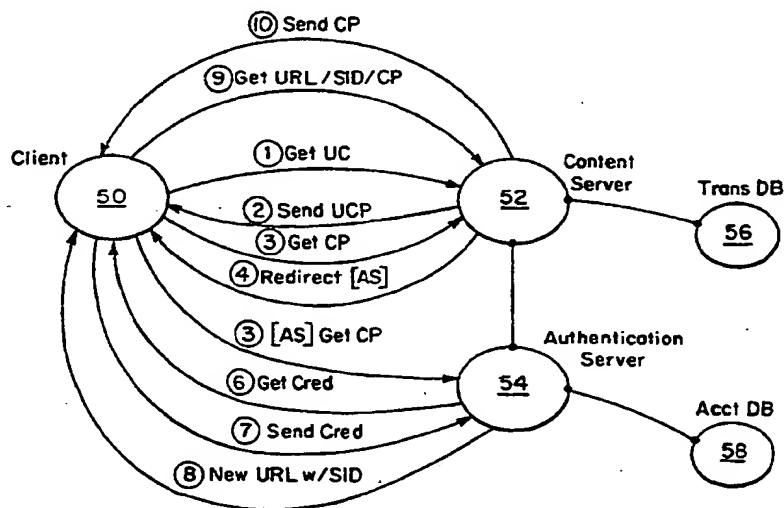 ⑩ Send CP
⑨ Get URL/SID/CP
Client
① Get UC
Content
Server
Trans DB
50
52
② Send UCP
56
③ Get CP
④ Redirect [AS]
③ [AS] Get CP
Authentication
Server
54
⑥ Get Cred
Acct DB
⑦ Send Cred
58
⑧ New URL w/SID